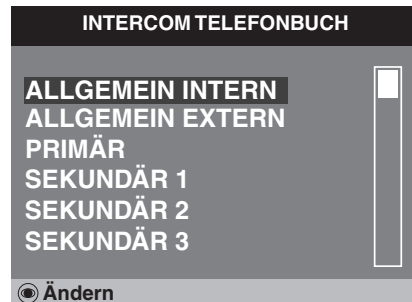 INTERCOM TELEFONBUCH
ALLGEMEIN INTERN
ALLGEMEIN EXTERN
PRIMÄR
SEKUNDÄR 1
SEKUNDÄR 2
SEKUNDÄR 3
Ändern